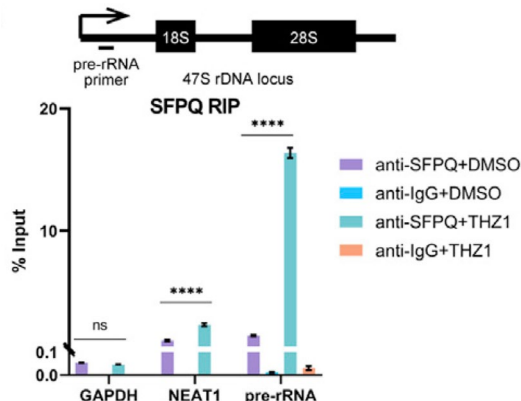 18S
28S
pre-rRNA
primer
47S rDNA locus
SFPQ RIP
20
10
0.1
0.0
% Input
ns
****
****
GAPDH
NEAT1
pre-rRNA
anti-SFPQ+DMSO
anti-IgG+DMSO
anti-SFPQ+THZ1
anti-IgG+THZ1